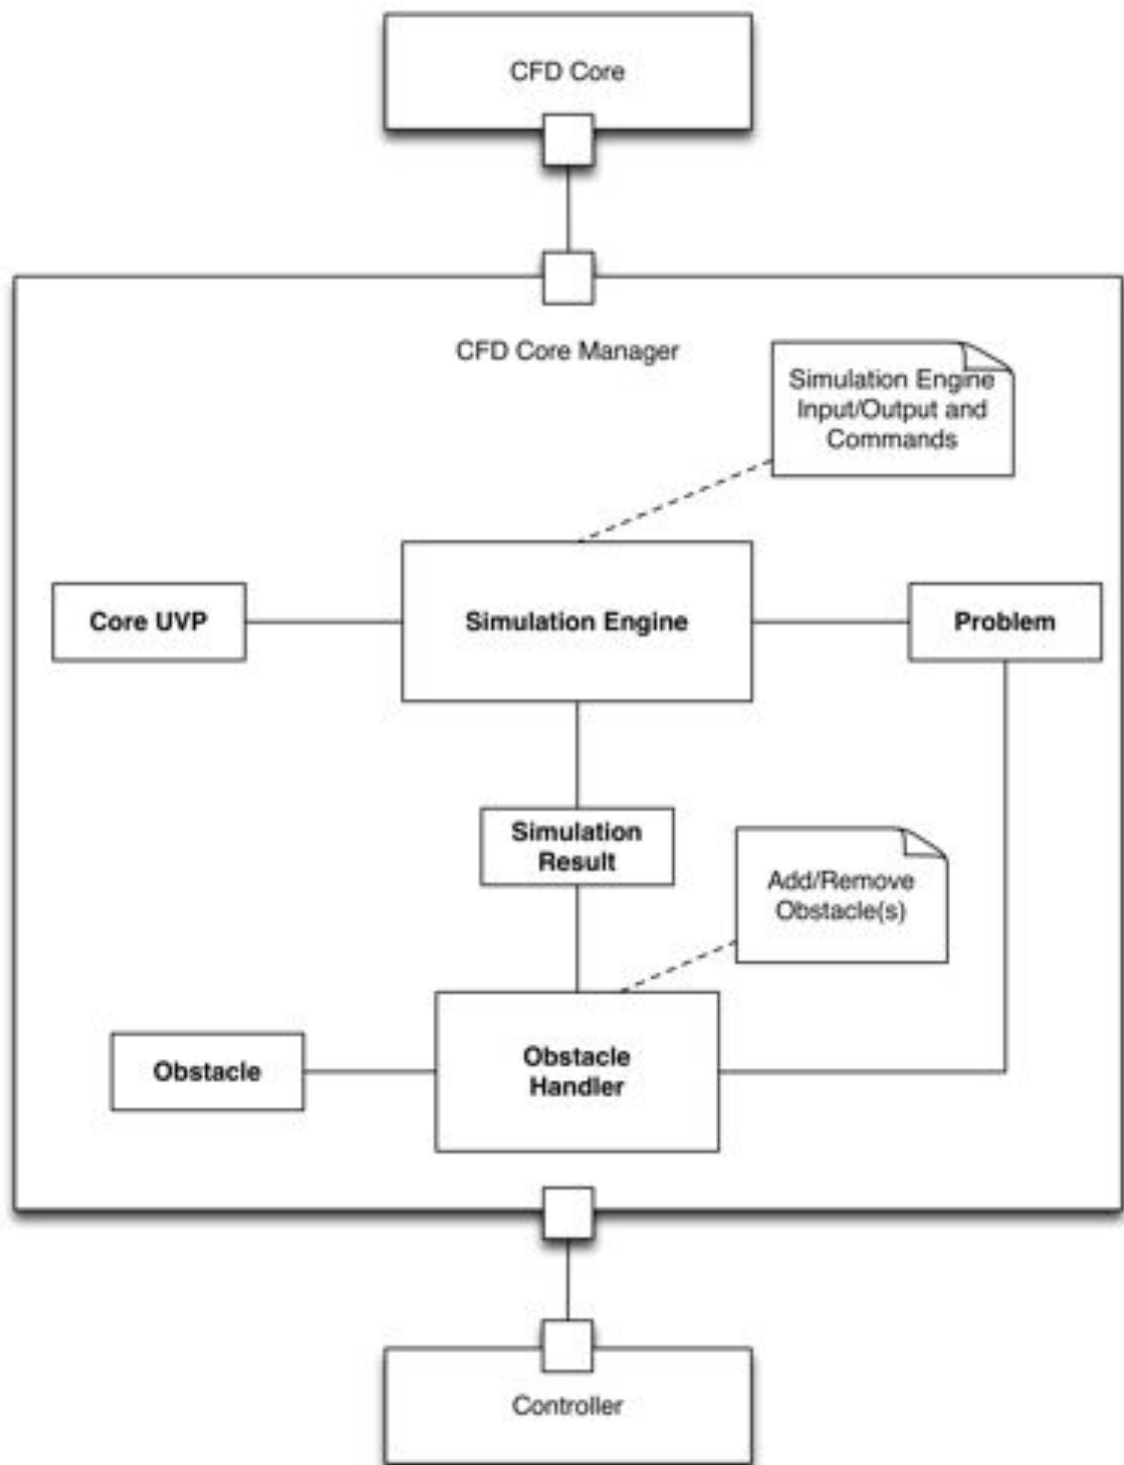 CFD Core
CFD Core Manager
Simulation Engine
Input/Output and
Commands
Core UVP
Simulation Engine
Problem
Simulation
Result
Add/Remove
Obstacle(s)
Obstacle
Obstacle
Handler
Controller